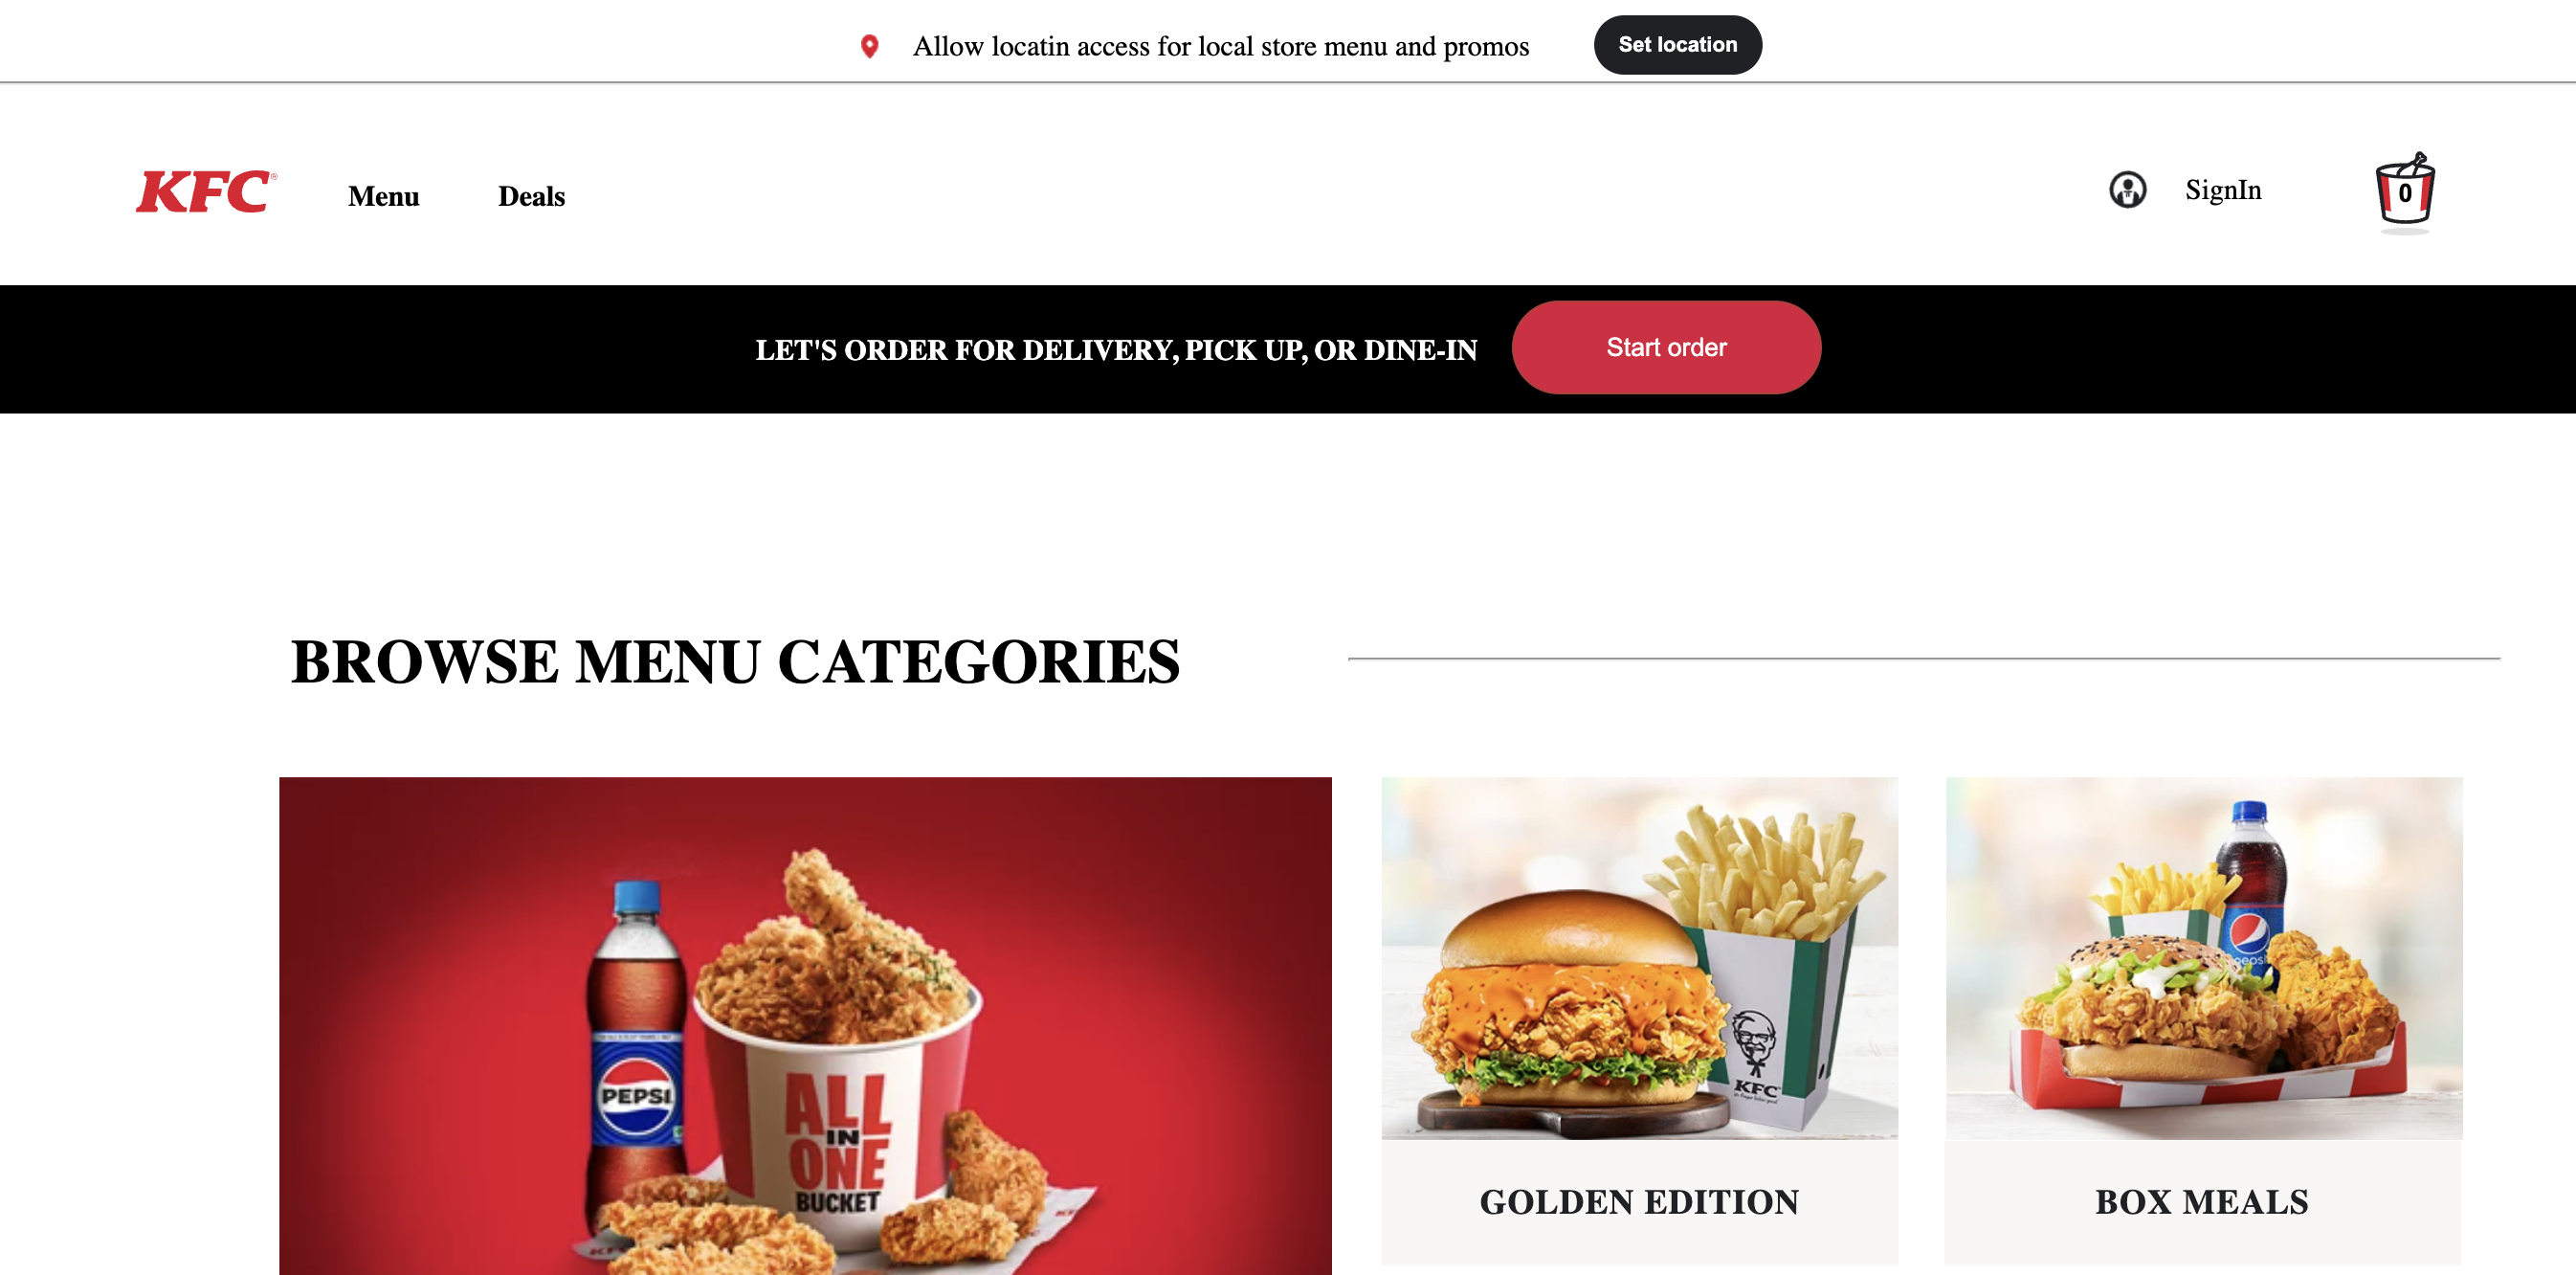 Allow locatin access for local store menu and promos
Set location
KFC®
Menu
Deals
SignIn
0
LET'S ORDER FOR DELIVERY, PICK UP, OR DINE-IN
Start order
BROWSE MENU CATEGORIES
PEPSI
ALL
IN
ONE
BUCKET
KFC
pepsi
GOLDEN EDITION
BOX MEALS